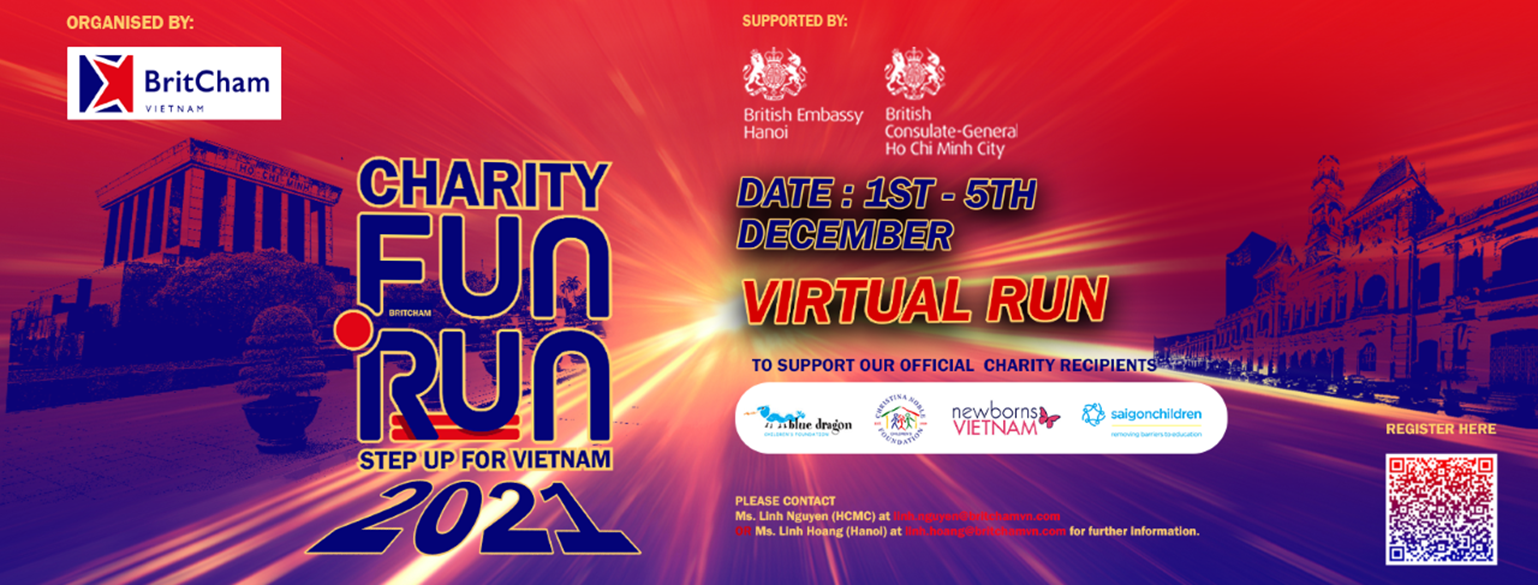 ORGANISED BY:
BritCham
VIETNAM
SUPPORTED BY:
British Embassy
Hanoi
British
Consulate-General
Ho Chi Minh City
HO-CHI-MINH
CHARITY
FUN
BRITCHAM
RUN
STEP UP FOR VIETNAM
2021
DATE : 1ST - 5TH
DECEMBER
VIRTUAL RUN
TO SUPPORT OUR OFFICIAL CHARITY RECIPIENTS
blue dragon
CHILDREN'S FOUNDATION
CHRISTINA NOBLE
CHILDREN'S
FOUNDATION
newborns
VIETNAM
saigonchildren
removing barriers to education
REGISTER HERE
PLEASE CONTACT
Ms. Linh Nguyen (HCMC) at linh.nguyen@britchamvn.com
OR Ms. Linh Hoang (Hanoi) at linh.hoang@britchamvn.com for further information.